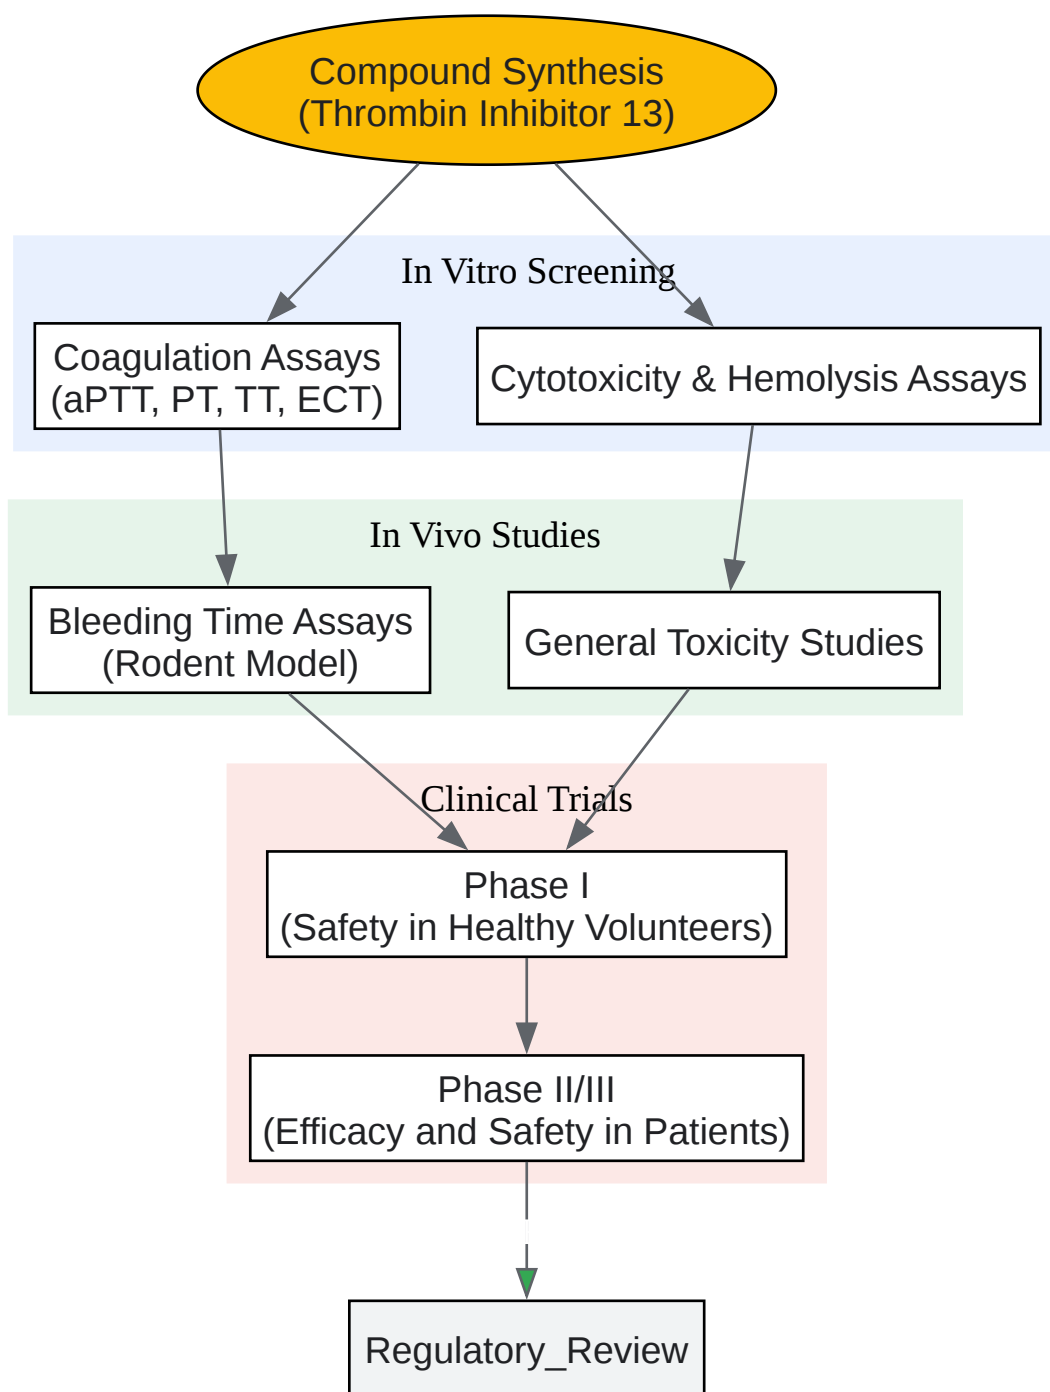 Compound Synthesis
(Thrombin Inhibitor 13)
In Vitro Screening
Coagulation Assays
(aPTT, PT, TT, ECT)
Cytotoxicity & Hemolysis Assays
In Vivo Studies
Bleeding Time Assays
(Rodent Model)
General Toxicity Studies
Clinical Trials
Phase I
(Safety in Healthy Volunteers)
Phase II/III
(Efficacy and Safety in Patients)
Regulatory_Review